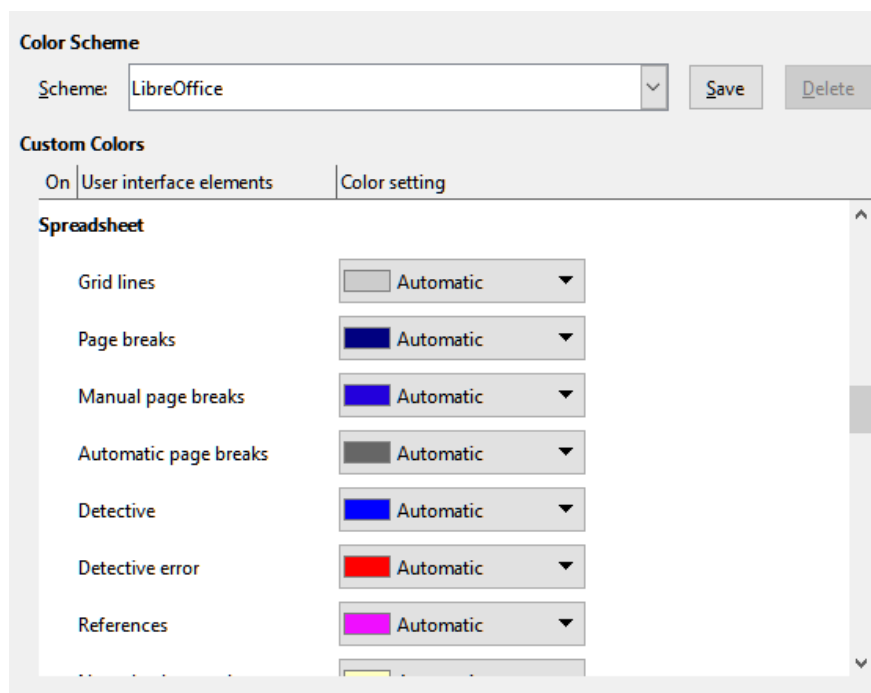 Color Scheme
Scheme: LibreOffice Save Delete
Custom Colors
On User interface elements Color setting
Spreadsheet
Grid lines Automatic
Page breaks Automatic
Manual page breaks Automatic
Automatic page breaks Automatic
Detective Automatic
Detective error Automatic
References Automatic